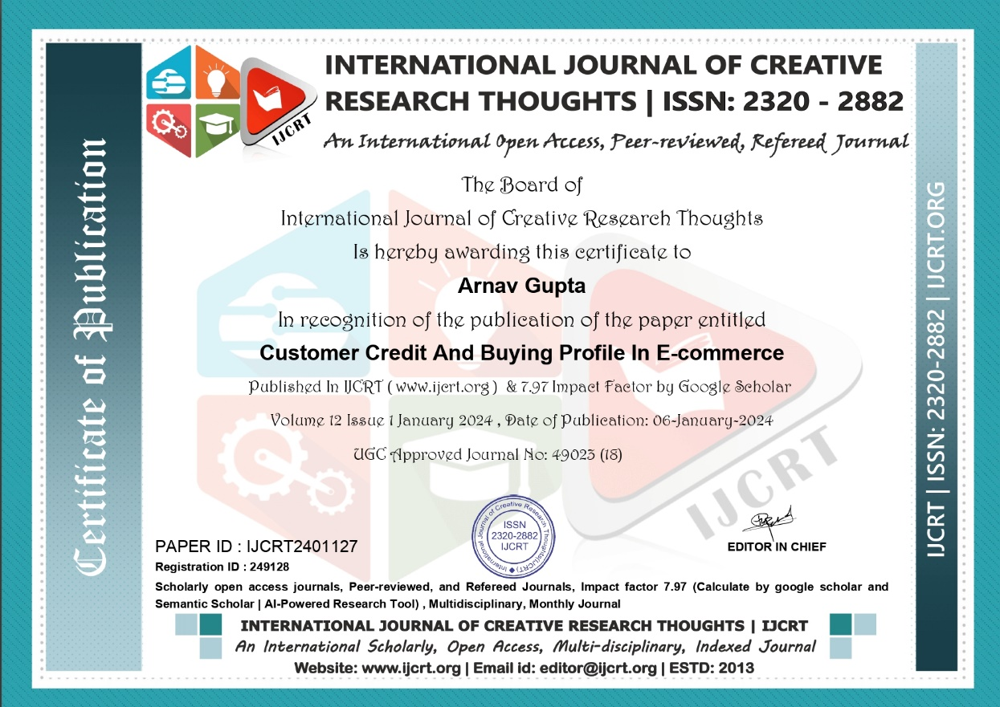 Certificate of Publication
IJCRT
INTERNATIONAL JOURNAL OF CREATIVE
RESEARCH THOUGHTS | ISSN: 2320 - 2882
An International Open Access, Peer-reviewed, Refereed Journal
The Board of
International Journal of Creative Research Thoughts
Is hereby awarding this certificate to
Arnav Gupta
In recognition of the publication of the paper entitled
Customer Credit And Buying Profile In E-commerce
Published In IJCRT ( www.ijcrt.org ) & 7.97 Impact Factor by Google Scholar
Volume 12 Issue 1 January 2024 , Date of Publication: 06-January-2024
UGC Approved Journal No: 49023 (18)
IJCRT
International Journal of Creative Research Thoughts(IJCRT)
ISSN
2320-2882
IJCRT
EDITOR IN CHIEF
PAPER ID : IJCRT2401127
Registration ID : 249128
Scholarly open access journals, Peer-reviewed, and Refereed Journals, Impact factor 7.97 (Calculate by google scholar and
Semantic Scholar | AI-Powered Research Tool) , Multidisciplinary, Monthly Journal
INTERNATIONAL JOURNAL OF CREATIVE RESEARCH THOUGHTS | IJCRT
An International Scholarly, Open Access, Multi-disciplinary, Indexed Journal
Website: www.ijcrt.org | Email id: editor@ijcrt.org | ESTD: 2013
IJCRT | ISSN: 2320-2882 | IJCRT.ORG